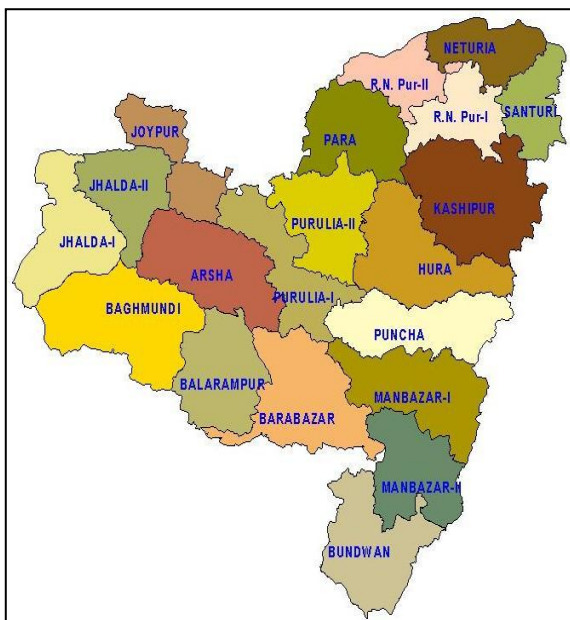 NETURIA
R.N. Pur-II
R.N. Pur-I
SANTURI
JOYPUR
PARA
JHALDA-II
KASHIPUR
PURULIA-II
JHALDA-I
ARSHA
HURA
PURULIA-I
BAGHMUNDI
PUNCHA
BALARAMPUR
MANBAZAR-I
BARABAZAR
MANBAZAR-II
BUNDWAN